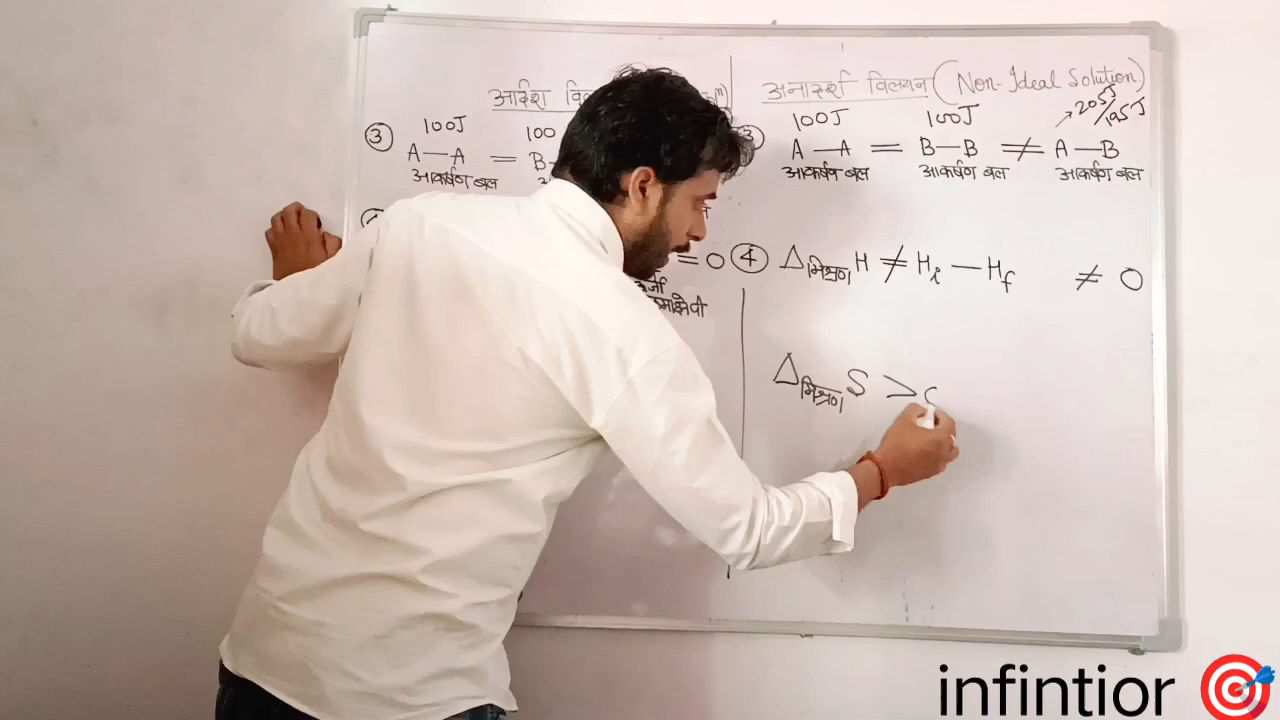 आदर्श
③ 100J 100
A—A = B
आकर्षण बल
= 0
ऊर्जा
अनादर्श विलयन (Non-Ideal Solution)
100J 100J → 205J/195J
A—A = B—B ≠ A—B
आकर्षण बल आकर्षण बल आकर्षण बल
④ Δमिश्रण H ≠ Hi — Hf ≠ 0
Δमिश्रण S >
infintior